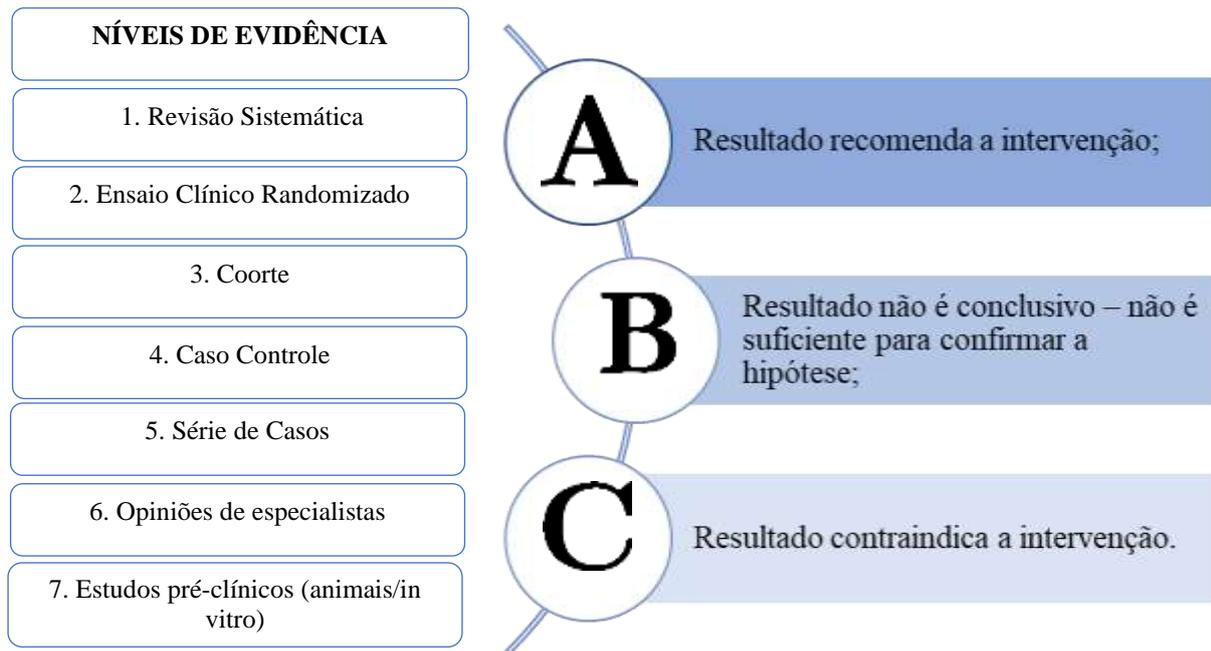 NÍVEIS DE EVIDÊNCIA
1. Revisão Sistemática
2. Ensaio Clínico Randomizado
3. Coorte
4. Caso Controle
5. Série de Casos
6. Opiniões de especialistas
7. Estudos pré-clínicos (animais/in
vitro)
A
Resultado recomenda a intervenção;
B
Resultado não é conclusivo – não é
suficiente para confirmar a
hipótese;
C
Resultado contraindica a intervenção.